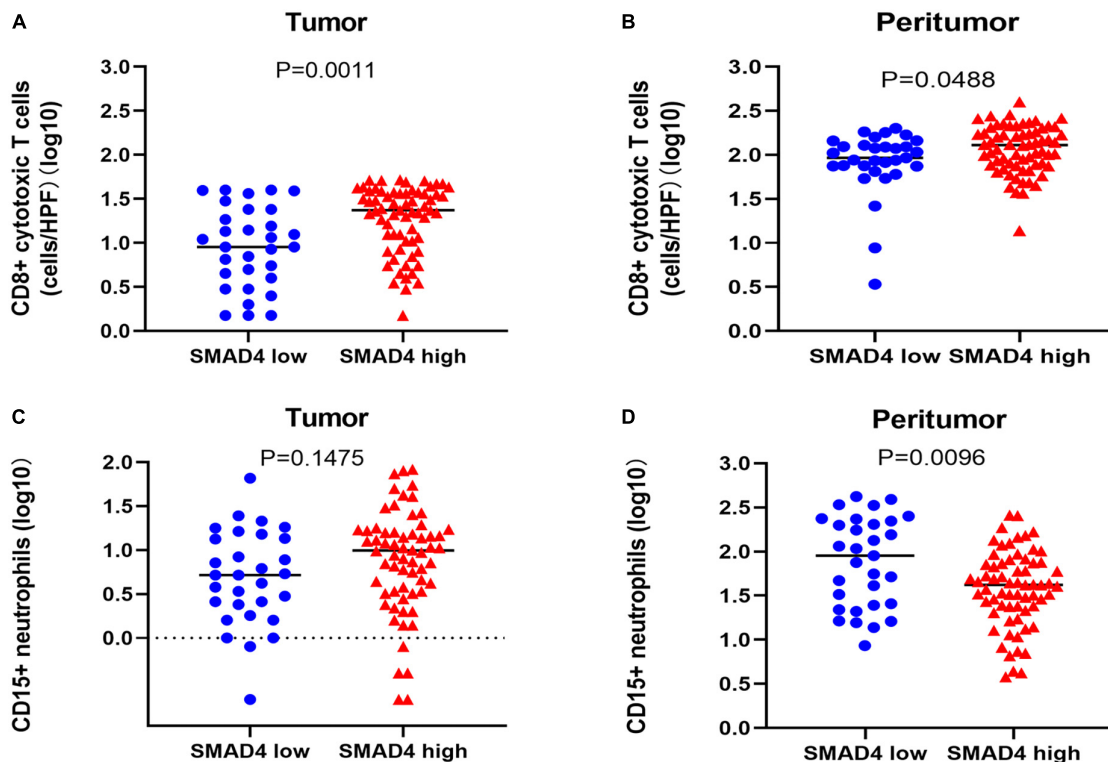 A
Tumor
P=0.0011
CD8+ cytotoxic T cells
(cells/HPF) (log10)
3.0
2.5
2.0
1.5
1.0
0.5
0.0
SMAD4 low
SMAD4 high
B
Peritumor
P=0.0488
CD8+ cytotoxic T cells
(cells/HPF) (log10)
3.0
2.5
2.0
1.5
1.0
0.5
0.0
SMAD4 low
SMAD4 high
C
Tumor
P=0.1475
CD15+ neutrophils (log10)
2.0
1.5
1.0
0.5
0.0
SMAD4 low
SMAD4 high
D
Peritumor
P=0.0096
CD15+ neutrophils (log10)
3.0
2.5
2.0
1.5
1.0
0.5
0.0
SMAD4 low
SMAD4 high